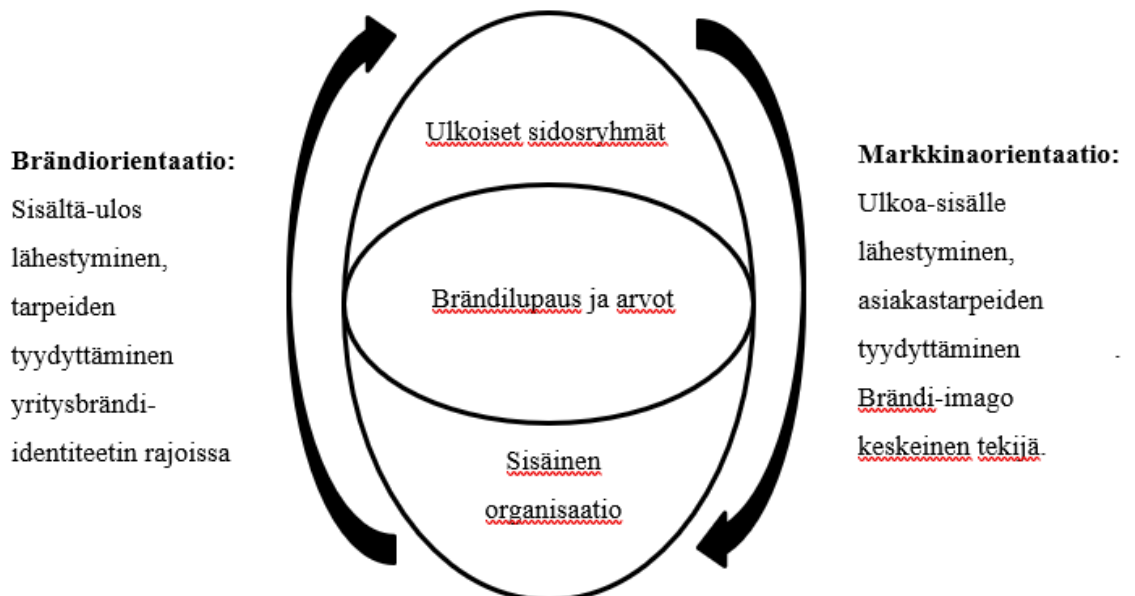 Brändiorientaatio:
Sisältä-ulos
lähestyminen,
tarpeiden
tyydyttäminen
yritysbrändi-
identiteetin rajoissa
Ulkoiset sidosryhmät
Brändilupaus ja arvot
Sisäinen
organisaatio
Markkinaorientaatio:
Ulkoa-sisälle
lähestyminen,
asiakastarpeiden
tyydyttäminen .
Brändi-imago
keskeinen tekijä.